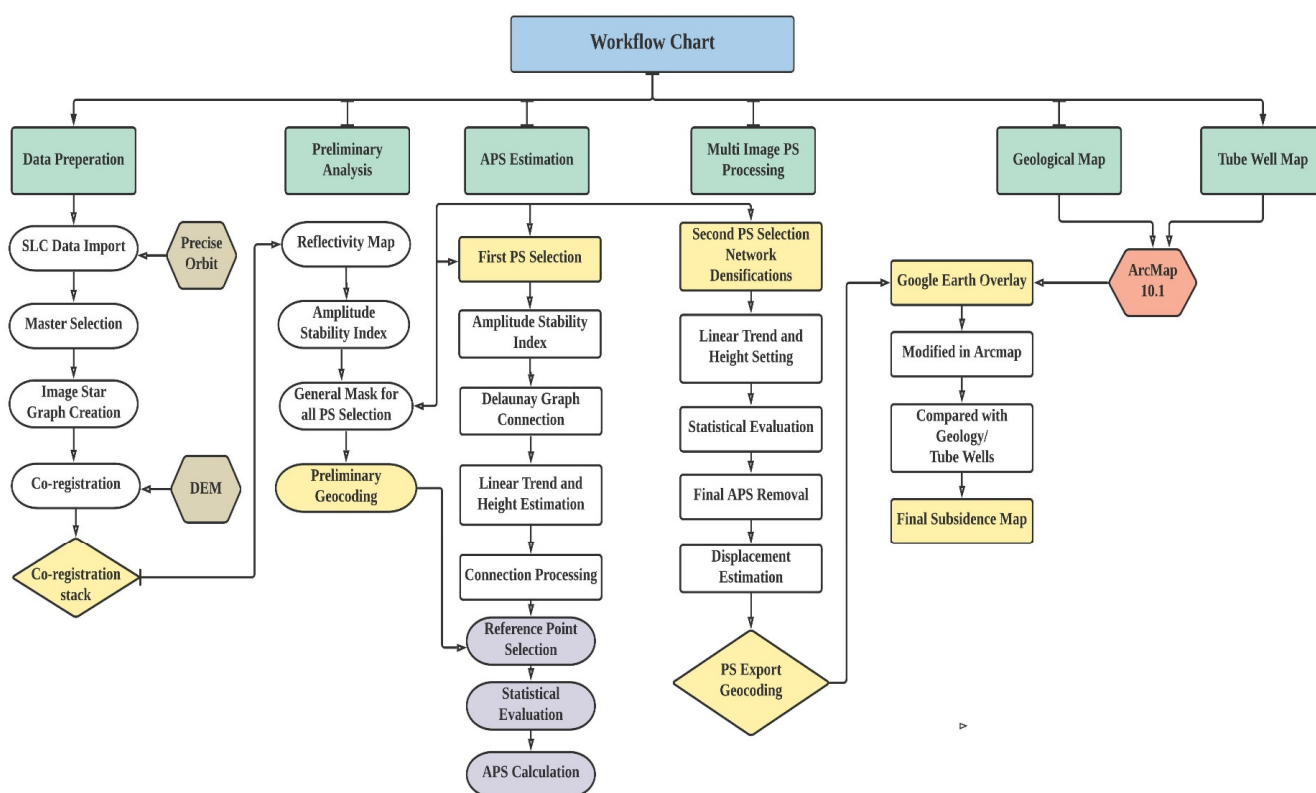 Workflow Chart
Data Preperation
Preliminary
Analysis
APS Estimation
Multi Image PS
Processing
Geological Map
Tube Well Map
SLC Data Import
Precise
Orbit
Master Selection
Image Star
Graph Creation
Co-registration
DEM
Co-registration
stack
Reflectivity Map
Amplitude
Stability Index
General Mask for
all PS Selection
Preliminary
Geocoding
First PS Selection
Amplitude Stability
Index
Delaunay Graph
Connection
Linear Trend and
Height Estimation
Connection Processing
Reference Point
Selection
Statistical
Evaluation
APS Calculation
Second PS Selection
Network
Densifications
Linear Trend and
Height Setting
Statistical Evaluation
Final APS Removal
Displacement
Estimation
PS Export
Geocoding
Google Earth Overlay
ArcMap
10.1
Modified in Arcmap
Compared with
Geology/
Tube Wells
Final Subsidence Map